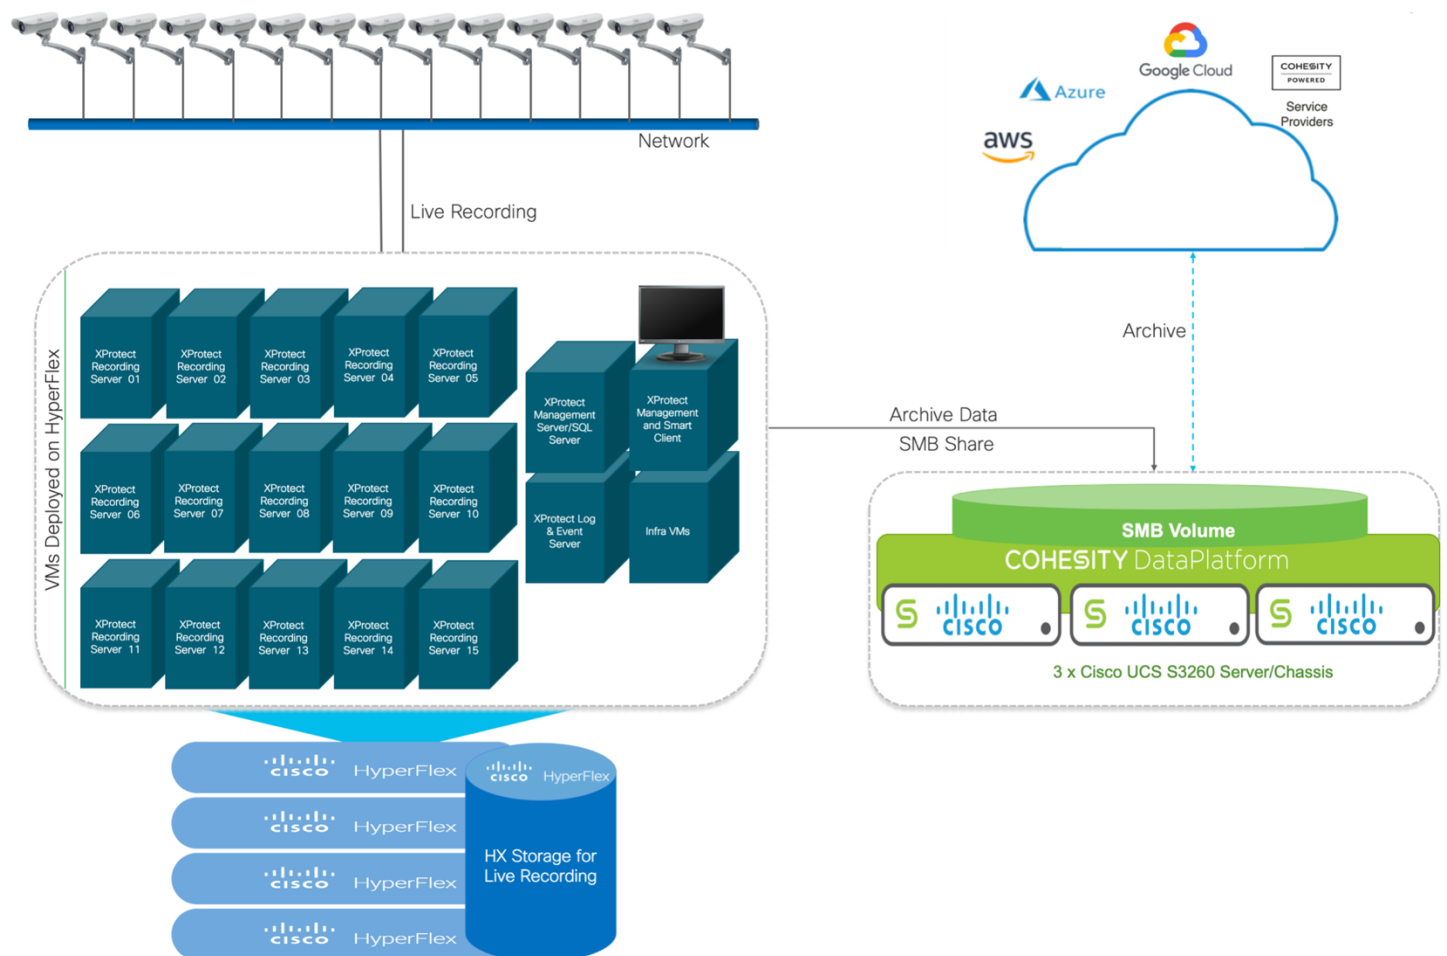 Network
Live Recording
Google Cloud
Azure
aws
COHESITY
POWERED
Service
Providers
Archive
VMs Deployed on HyperFlex
XProtect
Recording
Server 01
XProtect
Recording
Server 02
XProtect
Recording
Server 03
XProtect
Recording
Server 04
XProtect
Recording
Server 05
XProtect
Recording
Server 06
XProtect
Recording
Server 07
XProtect
Recording
Server 08
XProtect
Recording
Server 09
XProtect
Recording
Server 10
XProtect
Recording
Server 11
XProtect
Recording
Server 12
XProtect
Recording
Server 13
XProtect
Recording
Server 14
XProtect
Recording
Server 15
XProtect
Management
Server/SQL
Server
XProtect
Management
and Smart
Client
XProtect Log
& Event
Server
Infra VMs
Archive Data
SMB Share
SMB Volume
COHESITY DataPlatform
CISCO
CISCO
CISCO
3 x Cisco UCS S3260 Server/Chassis
CISCO HyperFlex
CISCO HyperFlex
CISCO HyperFlex
CISCO HyperFlex
CISCO HyperFlex
HX Storage for
Live Recording